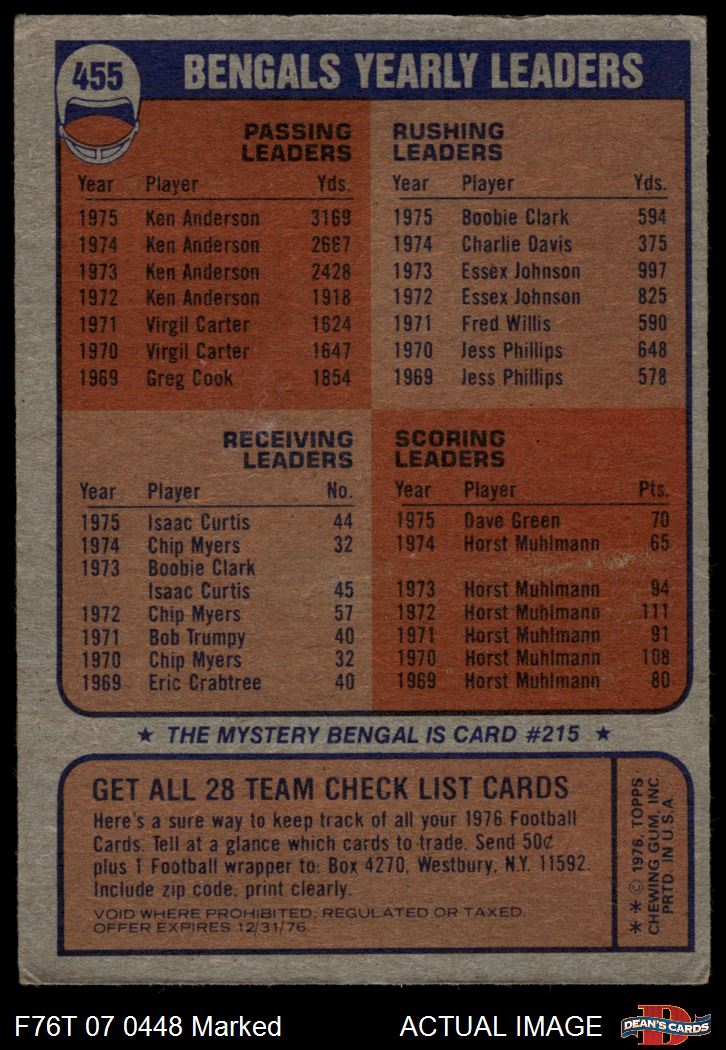 455
BENGALS YEARLY LEADERS
PASSING
LEADERS
Year Player Yds.
1975 Ken Anderson 3169
1974 Ken Anderson 2667
1973 Ken Anderson 2428
1972 Ken Anderson 1918
1971 Virgil Carter 1624
1970 Virgil Carter 1647
1969 Greg Cook 1854
RUSHING
LEADERS
Year Player Yds.
1975 Boobie Clark 594
1974 Charlie Davis 375
1973 Essex Johnson 997
1972 Essex Johnson 825
1971 Fred Willis 590
1970 Jess Phillips 648
1969 Jess Phillips 578
RECEIVING
LEADERS
Year Player No.
1975 Isaac Curtis 44
1974 Chip Myers 32
1973 Boobie Clark
Isaac Curtis 45
1972 Chip Myers 57
1971 Bob Trumpy 40
1970 Chip Myers 32
1969 Eric Crabtree 40
SCORING
LEADERS
Year Player Pts.
1975 Dave Green 70
1974 Horst Muhlmann 65
1973 Horst Muhlmann 94
1972 Horst Muhlmann 111
1971 Horst Muhlmann 91
1970 Horst Muhlmann 108
1969 Horst Muhlmann 80
★ THE MYSTERY BENGAL IS CARD #215 ★
GET ALL 28 TEAM CHECK LIST CARDS
Here's a sure way to keep track of all your 1976 Football
Cards. Tell at a glance which cards to trade. Send 50¢
plus 1 Football wrapper to: Box 4270, Westbury, N.Y. 11592.
Include zip code, print clearly.
VOID WHERE PROHIBITED, REGULATED OR TAXED.
OFFER EXPIRES 12/31/76
** © 1976, TOPPS
CHEWING GUM, INC.
PRTD. IN U.S.A
F76T 07 0448 Marked
ACTUAL IMAGE
D
DEAN'S CARDS